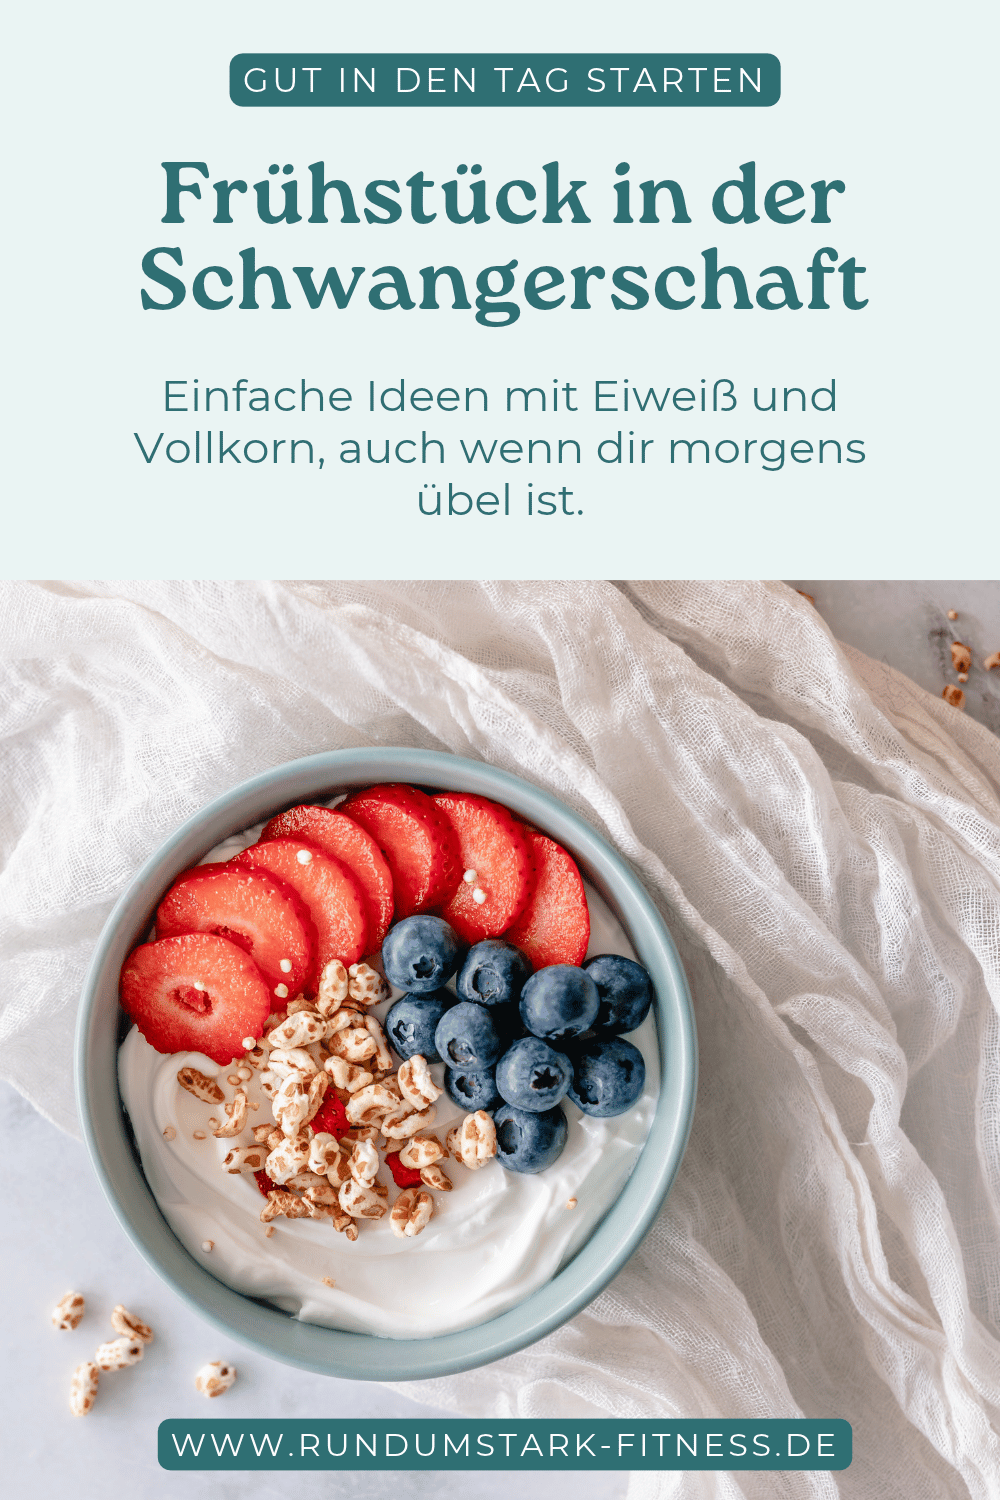 GUT IN DEN TAG STARTEN
Frühstück in der
Schwangerschaft
Einfache Ideen mit Eiweiß und
Vollkorn, auch wenn dir morgens
übel ist.
WWW.RUNDUMSTARK-FITNESS.DE